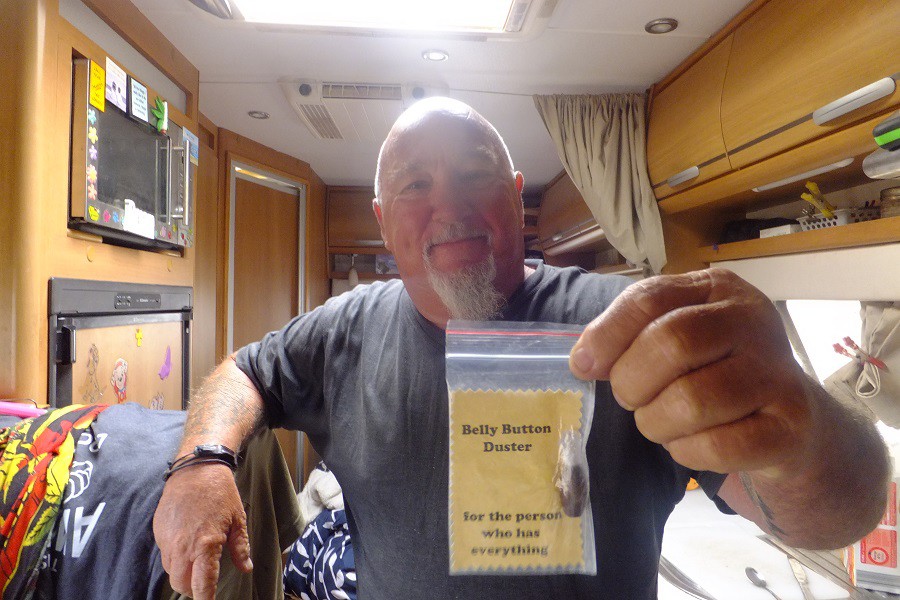 Belly Button
Duster
for the person
who has
everything